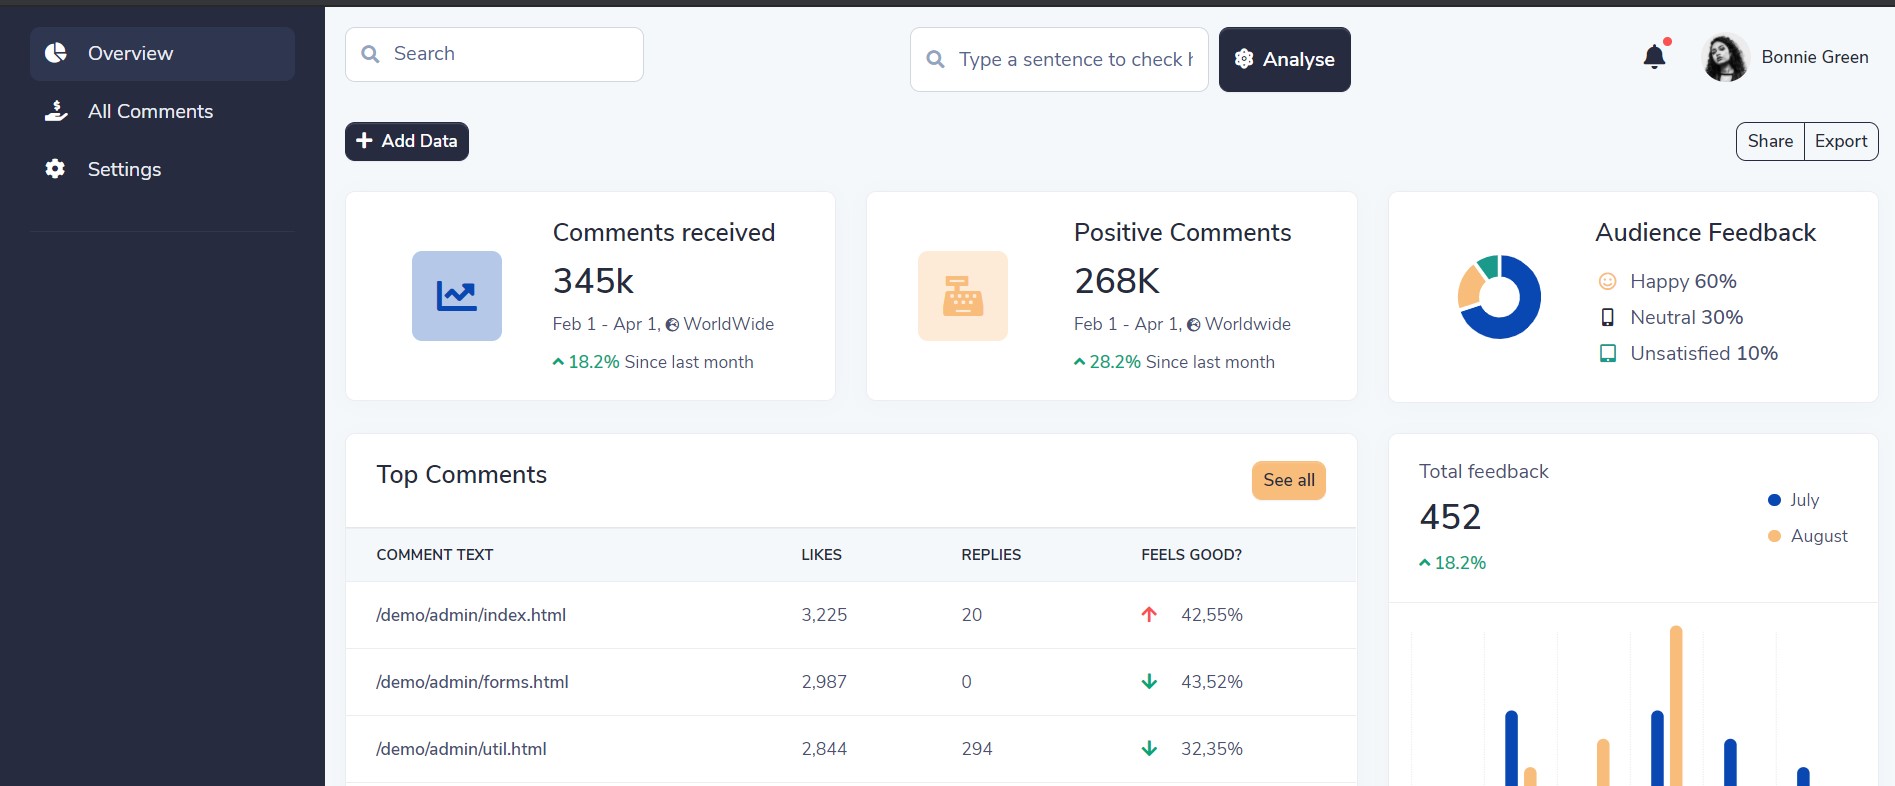 Overview
All Comments
Settings
Search
Type a sentence to check
Analyse
Bonnie Green
Add Data
Share
Export
Comments received
345k
Feb 1 - Apr 1, WorldWide
18.2% Since last month
Positive Comments
268K
Feb 1 - Apr 1, Worldwide
28.2% Since last month
Audience Feedback
Happy 60%
Neutral 30%
Unsatisfied 10%
Top Comments
See all
COMMENT TEXT LIKES REPLIES FEELS GOOD?
/demo/admin/index.html 3,225 20 42,55%
/demo/admin/forms.html 2,987 0 43,52%
/demo/admin/util.html 2,844 294 32,35%
Total feedback
452
18.2%
July
August